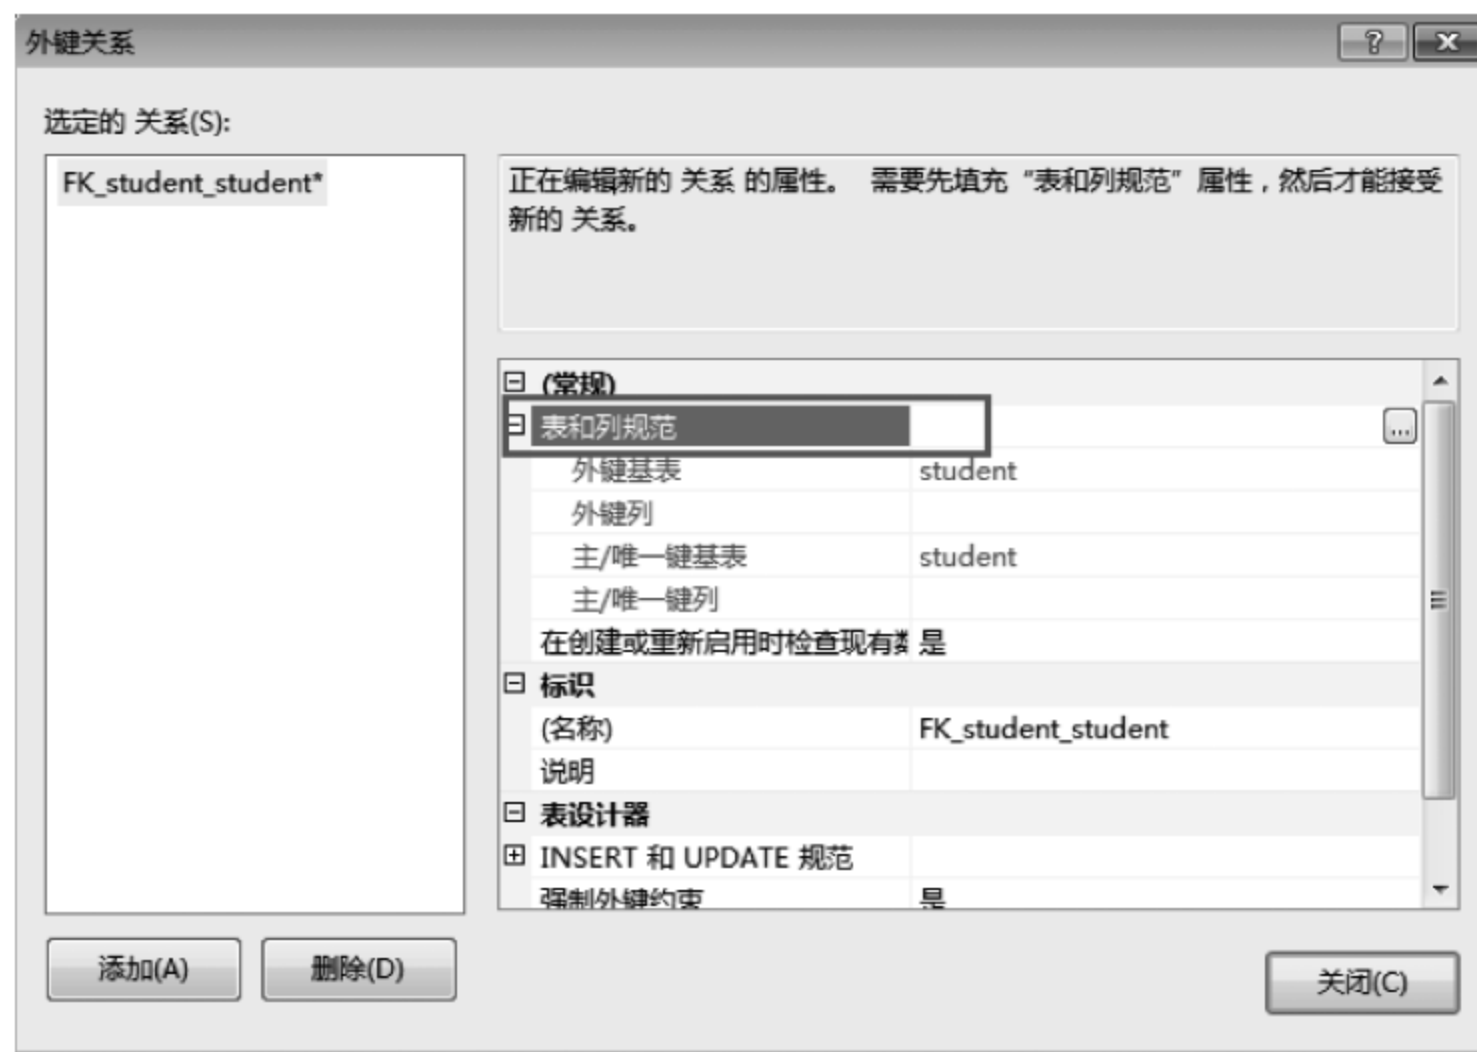 外键关系
选定的 关系(S):
FK_student_student*
正在编辑新的 关系 的属性。 需要先填充“表和列规范”属性，然后才能接受
新的 关系。
(常规)
表和列规范 ...
外键基表 student
外键列
主/唯一键基表 student
主/唯一键列
在创建或重新启用时检查现有数 是
标识
(名称) FK_student_student
说明
表设计器
INSERT 和 UPDATE 规范
强制外键约束 是
添加(A) 删除(D)
关闭(C)